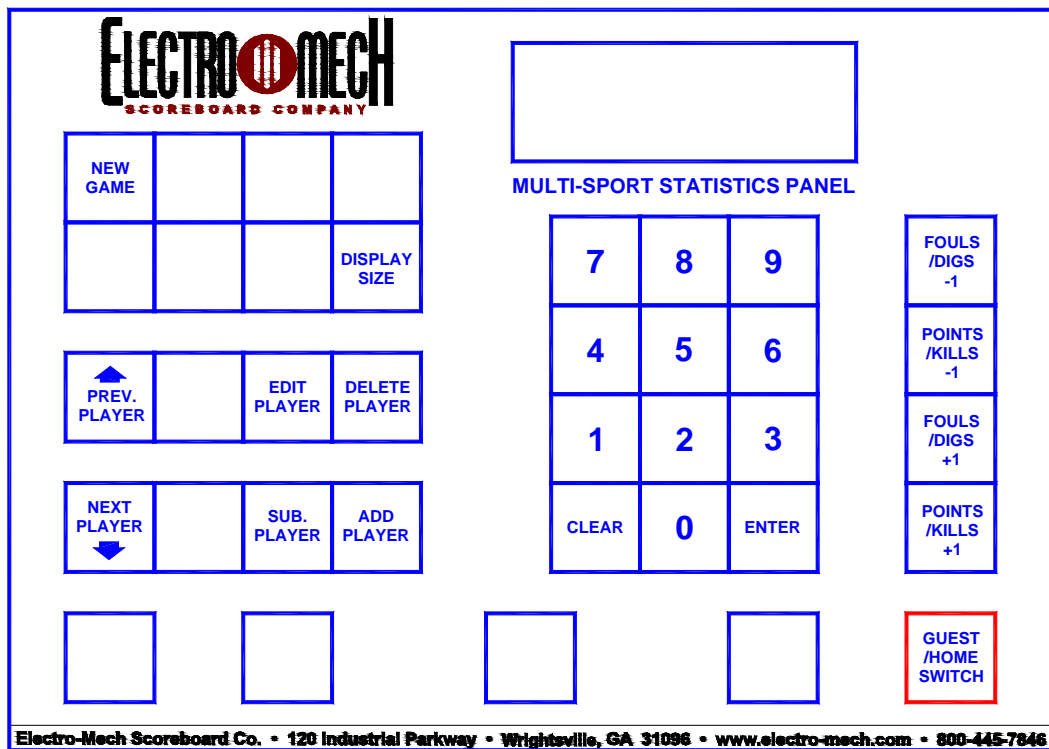 ELECTRO MECH
SCOREBOARD COMPANY
MULTI-SPORT STATISTICS PANEL
NEW
GAME
DISPLAY
SIZE
PREV.
PLAYER
EDIT
PLAYER
DELETE
PLAYER
NEXT
PLAYER
SUB.
PLAYER
ADD
PLAYER
7 8 9
4 5 6
1 2 3
CLEAR 0 ENTER
FOULS
/DIGS
-1
POINTS
/KILLS
-1
FOULS
/DIGS
+1
POINTS
/KILLS
+1
GUEST
/HOME
SWITCH
Electro-Mech Scoreboard Co. • 120 Industrial Parkway • Wrightsville, GA 31096 • www.electro-mech.com • 800-445-7846